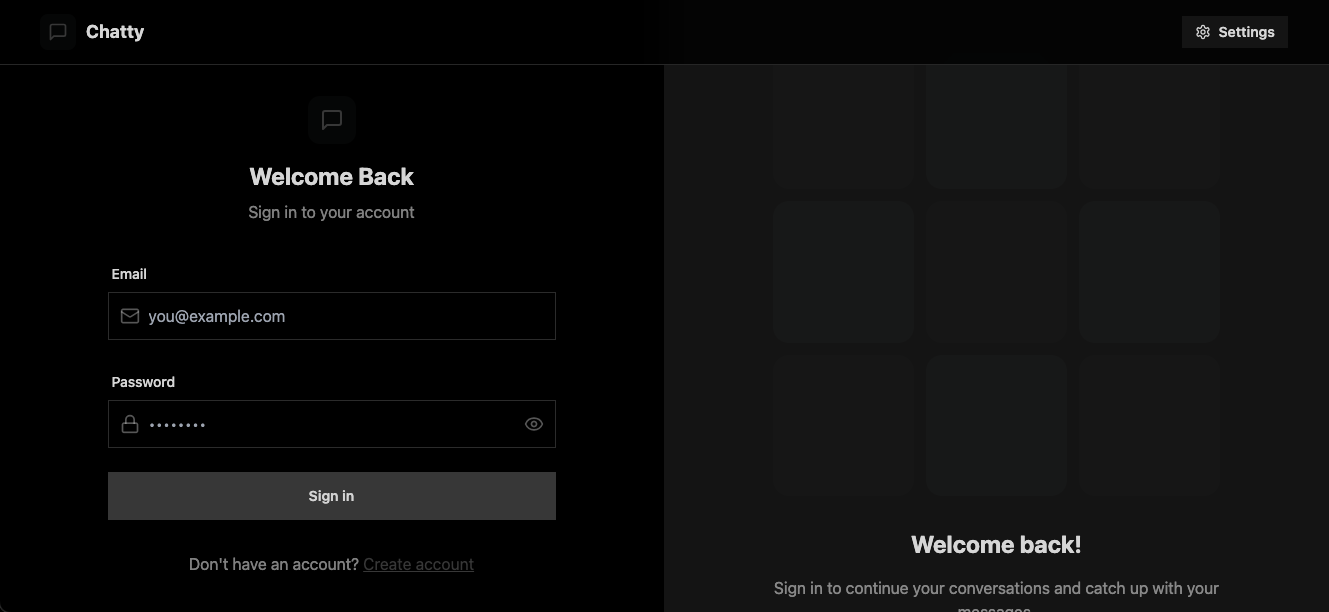 Chatty
Settings
Welcome Back
Sign in to your account
Email
you@example.com
Password
••••••••
Sign in
Don't have an account? Create account
Welcome back!
Sign in to continue your conversations and catch up with your
messages.